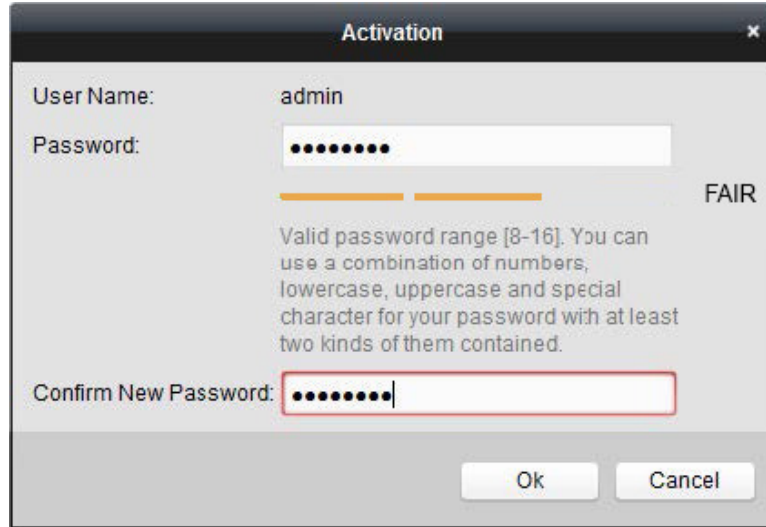 Activation ×
User Name: admin
Password: ●●●●●●●●
FAIR
Valid password range [8-16]. You can
use a combination of numbers,
lowercase, uppercase and special
character for your password with at least
two kinds of them contained.
Confirm New Password: ●●●●●●●●
Ok Cancel